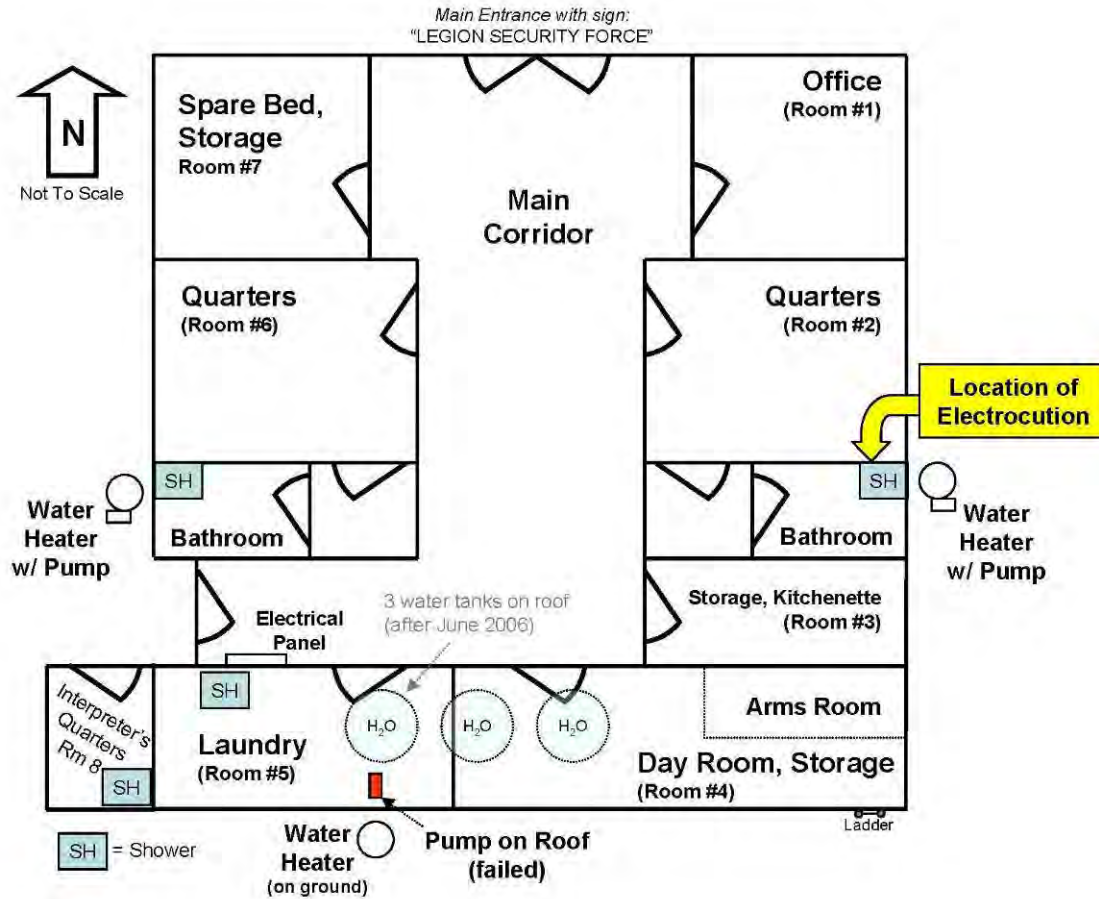 Main Entrance with sign:
"LEGION SECURITY FORCE"
N
Not To Scale
Spare Bed,
Storage
Room #7
Office
(Room #1)
Main
Corridor
Quarters
(Room #6)
Quarters
(Room #2)
Location of
Electrocution
SH
SH
Water
Heater
w/ Pump
Bathroom
Bathroom
Water
Heater
w/ Pump
3 water tanks on roof
(after June 2006)
Storage, Kitchenette
(Room #3)
Electrical
Panel
SH
Interpreter's
Quarters
Rm 8
SH
Laundry
(Room #5)
H₂O
H₂O
H₂O
Arms Room
Day Room, Storage
(Room #4)
Ladder
SH = Shower
Water
Heater
(on ground)
Pump on Roof
(failed)